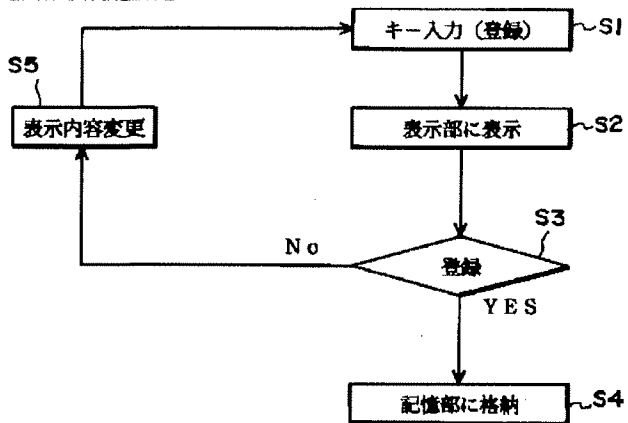 キー入力(登録)
S1
S5
表示内容変更
表示部に表示
S2
S3
No
登録
YES
記憶部に格納
S4